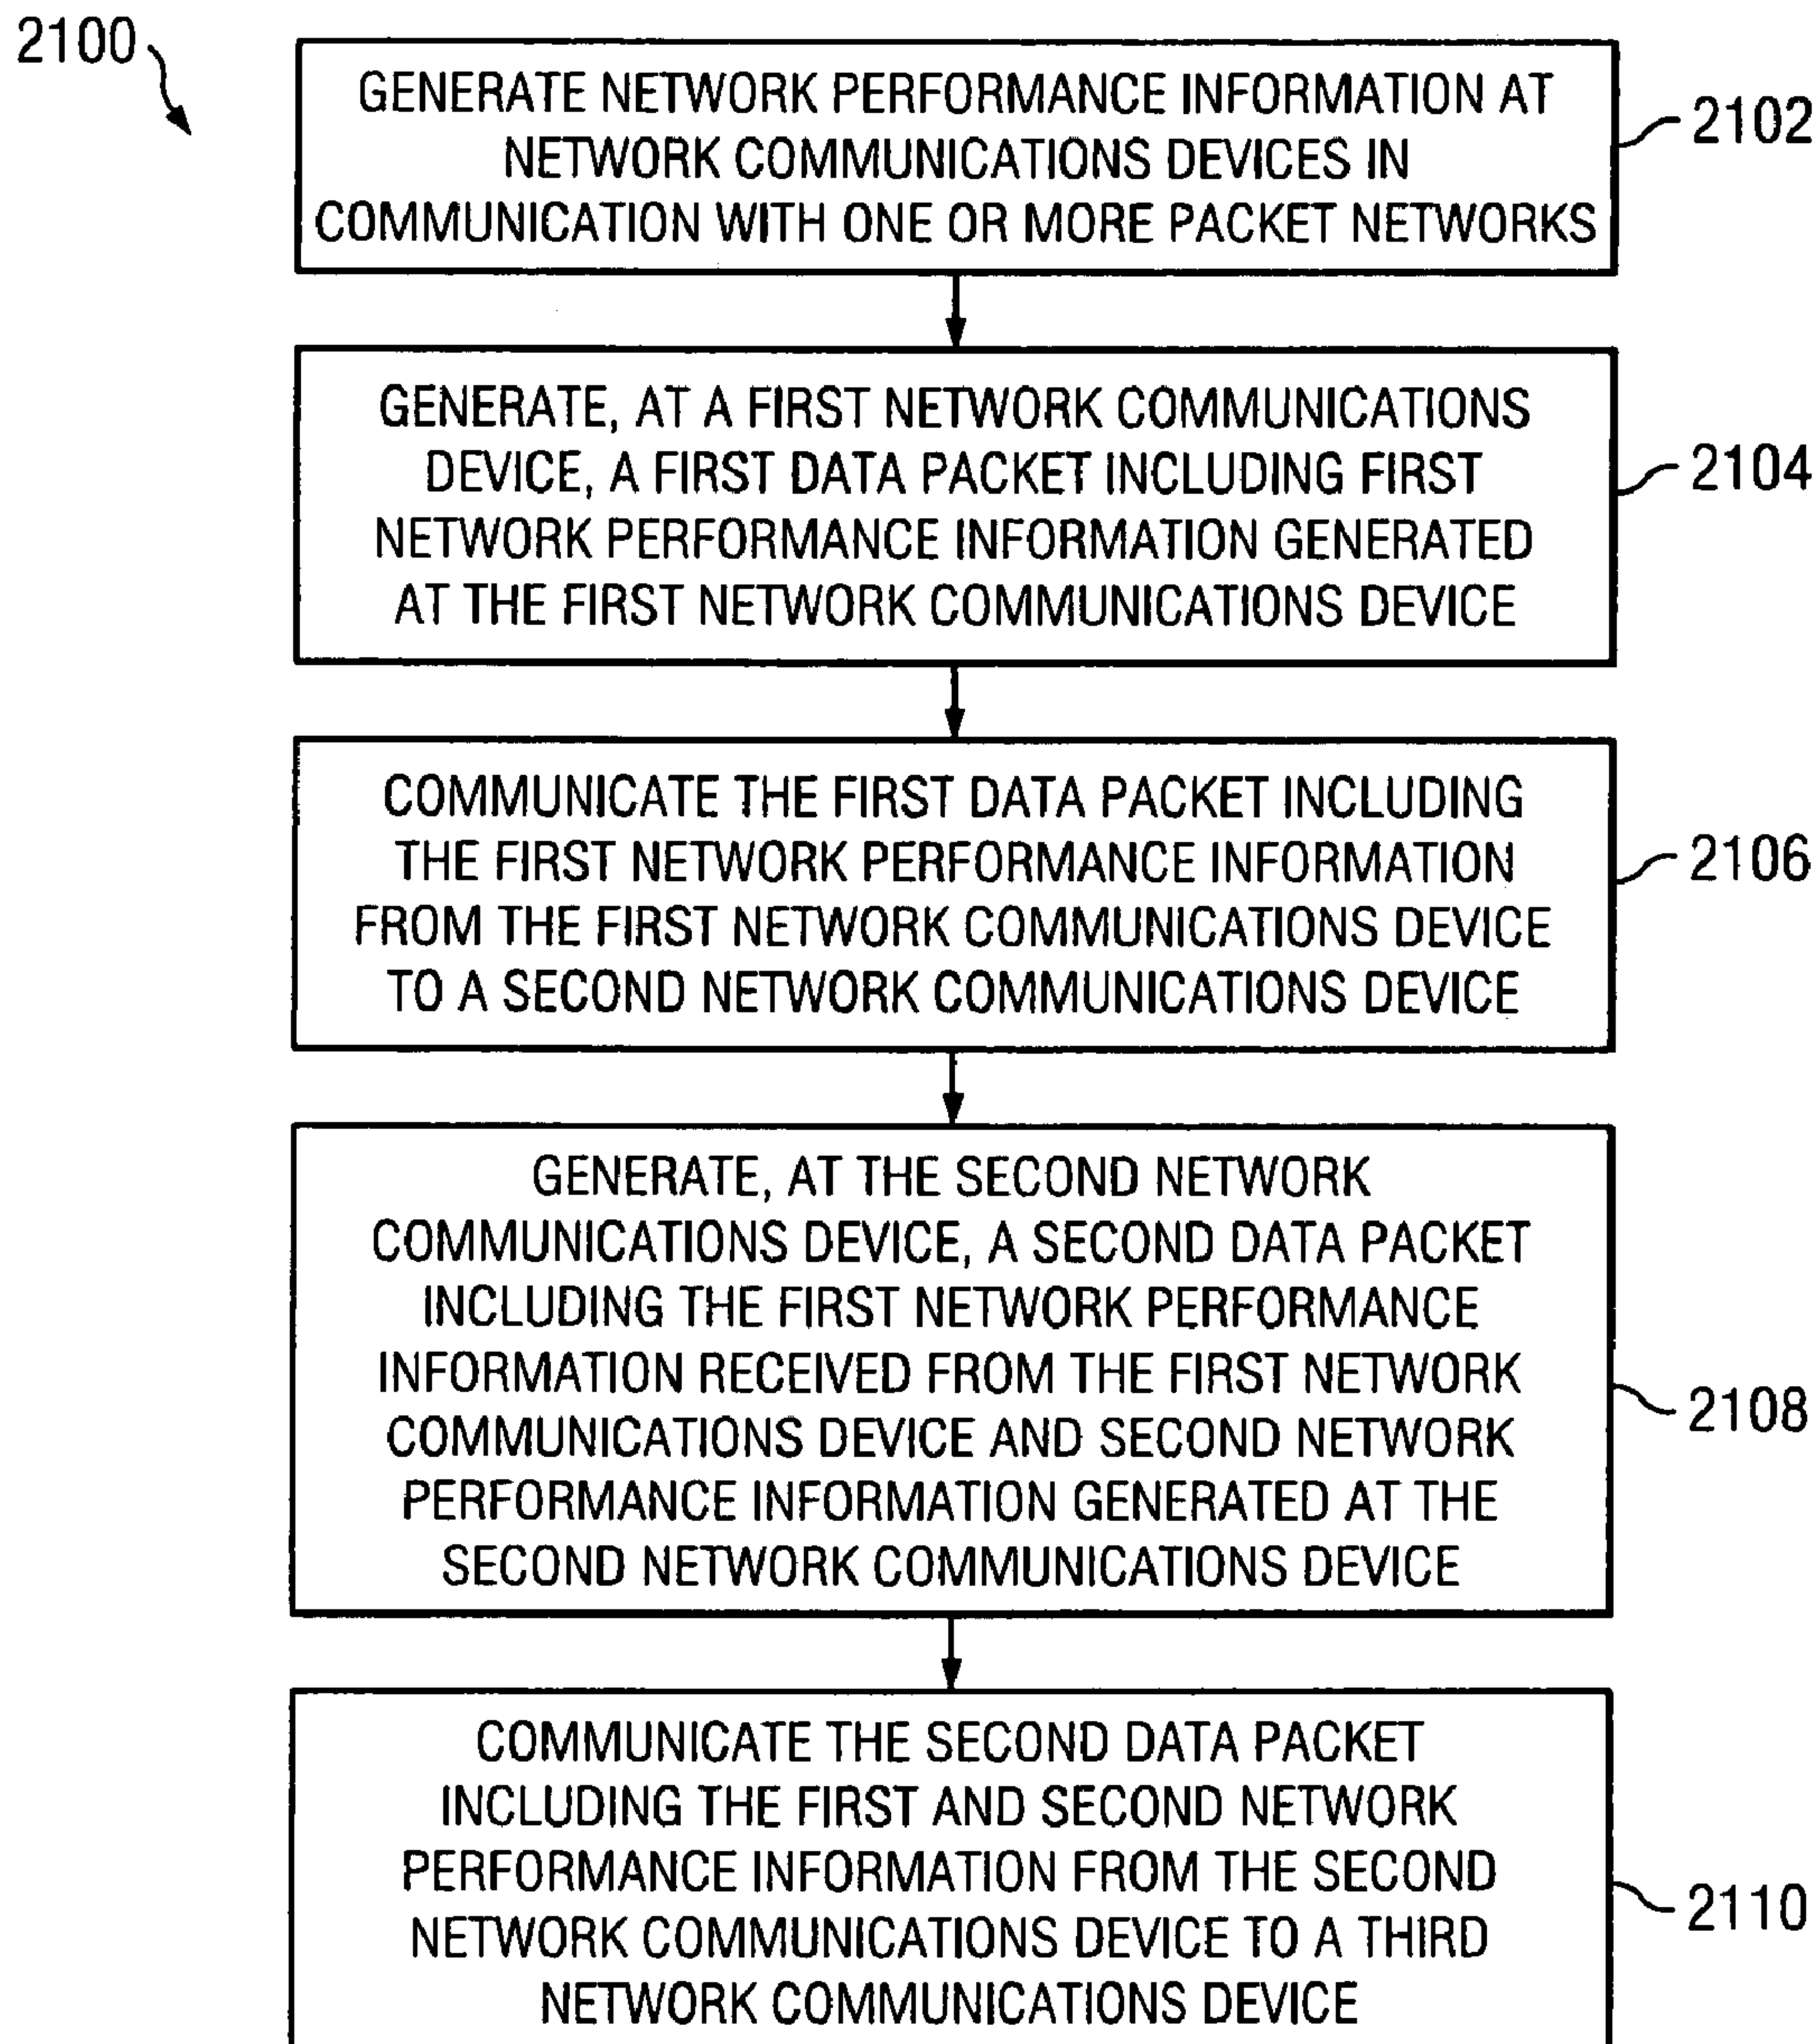 2100
GENERATE NETWORK PERFORMANCE INFORMATION AT
NETWORK COMMUNICATIONS DEVICES IN
COMMUNICATION WITH ONE OR MORE PACKET NETWORKS
2102
GENERATE, AT A FIRST NETWORK COMMUNICATIONS
DEVICE, A FIRST DATA PACKET INCLUDING FIRST
NETWORK PERFORMANCE INFORMATION GENERATED
AT THE FIRST NETWORK COMMUNICATIONS DEVICE
2104
COMMUNICATE THE FIRST DATA PACKET INCLUDING
THE FIRST NETWORK PERFORMANCE INFORMATION
FROM THE FIRST NETWORK COMMUNICATIONS DEVICE
TO A SECOND NETWORK COMMUNICATIONS DEVICE
2106
GENERATE, AT THE SECOND NETWORK
COMMUNICATIONS DEVICE, A SECOND DATA PACKET
INCLUDING THE FIRST NETWORK PERFORMANCE
INFORMATION RECEIVED FROM THE FIRST NETWORK
COMMUNICATIONS DEVICE AND SECOND NETWORK
PERFORMANCE INFORMATION GENERATED AT THE
SECOND NETWORK COMMUNICATIONS DEVICE
2108
COMMUNICATE THE SECOND DATA PACKET
INCLUDING THE FIRST AND SECOND NETWORK
PERFORMANCE INFORMATION FROM THE SECOND
NETWORK COMMUNICATIONS DEVICE TO A THIRD
NETWORK COMMUNICATIONS DEVICE
2110